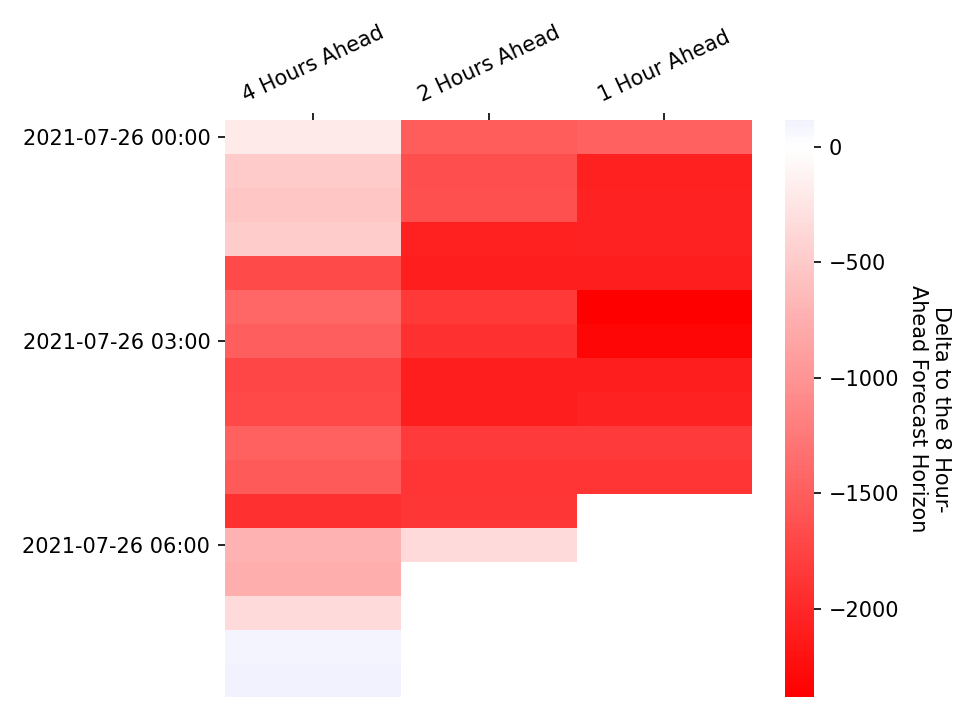 4 Hours Ahead
2 Hours Ahead
1 Hour Ahead
2021-07-26 00:00
2021-07-26 03:00
2021-07-26 06:00
0
−500
−1000
−1500
−2000
Delta to the 8 Hour-
Ahead Forecast Horizon